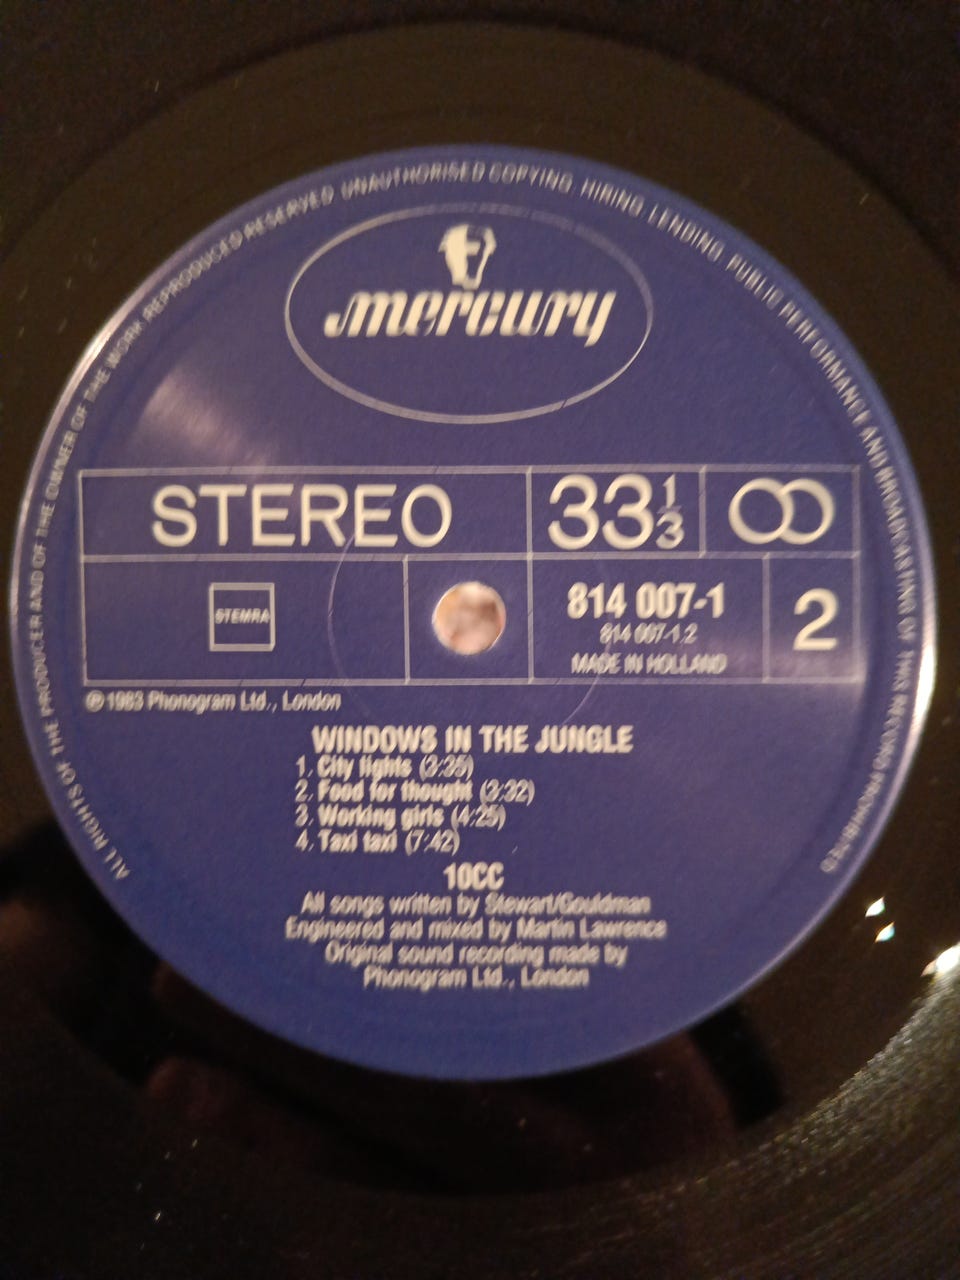 ALL RIGHTS OF THE PRODUCER AND OF THE OWNER OF THE WORK REPRODUCED RESERVED UNAUTHORISED COPYING HIRING LENDING PUBLIC PERFORMANCE AND BROADCASTING OF THIS RECORD PROHIBITED
mercury
STEREO
33 1/3
STEMRA
814 007-1
814 007-1.2
MADE IN HOLLAND
2
℗ 1983 Phonogram Ltd., London
WINDOWS IN THE JUNGLE
1. City lights (3:35)
2. Food for thought (3:32)
3. Working girls (4:25)
4. Taxi taxi (7:42)
10CC
All songs written by Stewart/Gouldman
Engineered and mixed by Martin Lawrence
Original sound recording made by
Phonogram Ltd., London